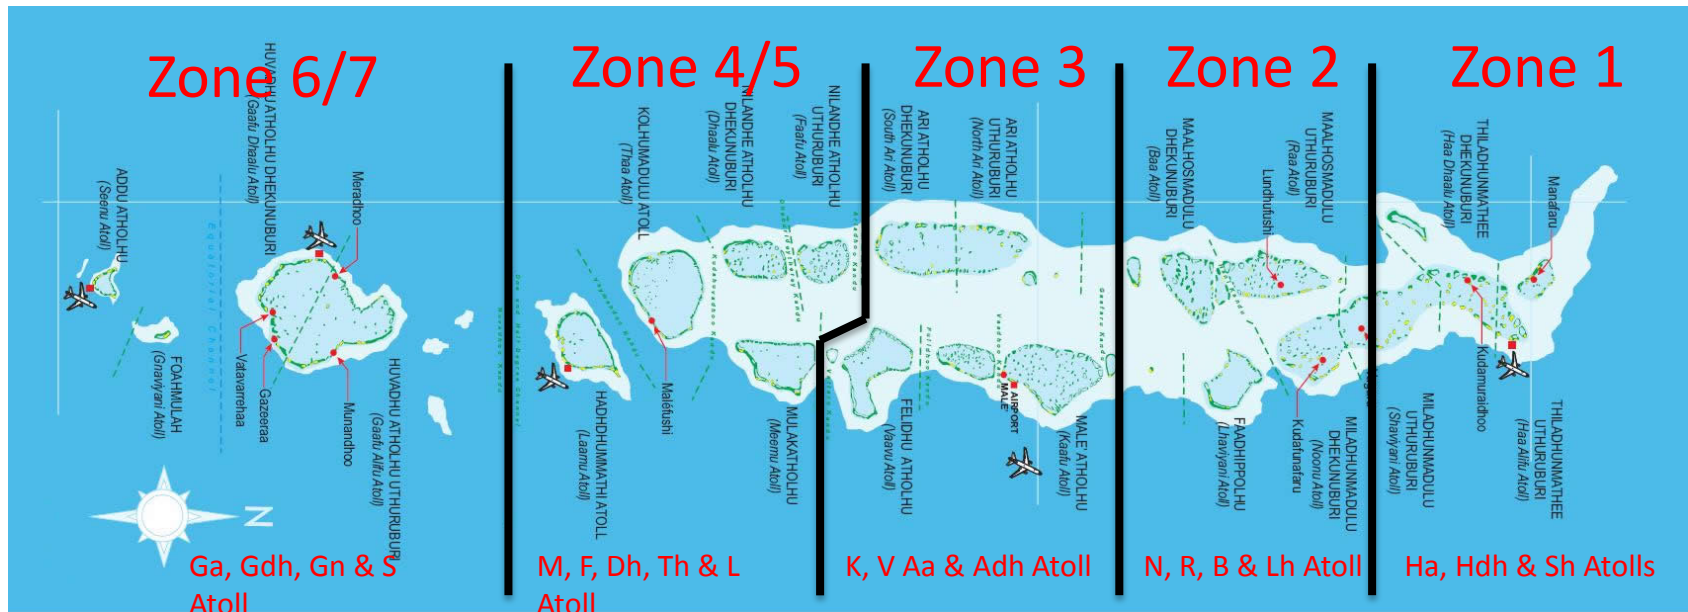 Zone 6/7
Zone 4/5
Zone 3
Zone 2
Zone 1
ADDU ATHOLHU
(Seenu Atoll)
FOAHMULAH
(Gnaviyani Atoll)
Equatorial Channel
HUVADHU ATHOLHU DHEKUNUBURI
(Gaafu Dhaalu Atoll)
Meradhoo
Vatavarrehaa
Gazeeraa
Munandhoo
HUVADHU ATHOLHU UTHURUBURI
(Gaafu Alifu Atoll)
N
KOLHUMADULU ATOLL
(Thaa Atoll)
HADHDHUMMATHI ATOLL
(Laamu Atoll)
Maléfushi
NILANDHE ATHOLHU
DHEKUNUBURI
(Dhaalu Atoll)
NILANDHE ATHOLHU
UTHURUBURI
(Faafu Atoll)
MULAKATHOLHU
(Meemu Atoll)
ARI ATHOLHU
DHEKUNUBURI
(South Ari Atoll)
ARI ATHOLHU
UTHURUBURI
(North Ari Atoll)
FELIDHU ATHOLHU
(Vaavu Atoll)
AIRPORT
MALE'
MALE ATHOLHU
(Kaafu Atoll)
MAALHOSMADULU
DHEKUNUBURI
(Baa Atoll)
MAALHOSMADULU
UTHURUBURI
(Raa Atoll)
Lundhufushi
FAADHIPPOLHU
(Lhaviyani Atoll)
Kudafunafaru
MILADHUNMADULU
DHEKUNUBURI
(Noonu Atoll)
MILADHUNMADULU
UTHURUBURI
(Shaviyani Atoll)
THILADHUNMATHEE
DHEKUNUBURI
(Haa Dhaalu Atoll)
Manafaru
Kudamuraidhoo
THILADHUNMATHEE
UTHURUBURI
(Haa Alifu Atoll)
Ga, Gdh, Gn & S
Atoll
M, F, Dh, Th & L
Atoll
K, V Aa & Adh Atoll
N, R, B & Lh Atoll
Ha, Hdh & Sh Atolls